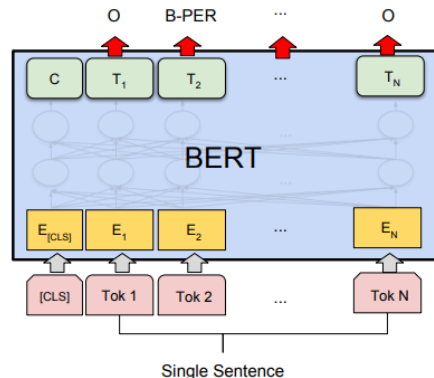 O B-PER ... O
C T1 T2 ... TN
...
BERT
...
E[CLS] E1 E2 ... EN
[CLS] Tok 1 Tok 2 ... Tok N
Single Sentence